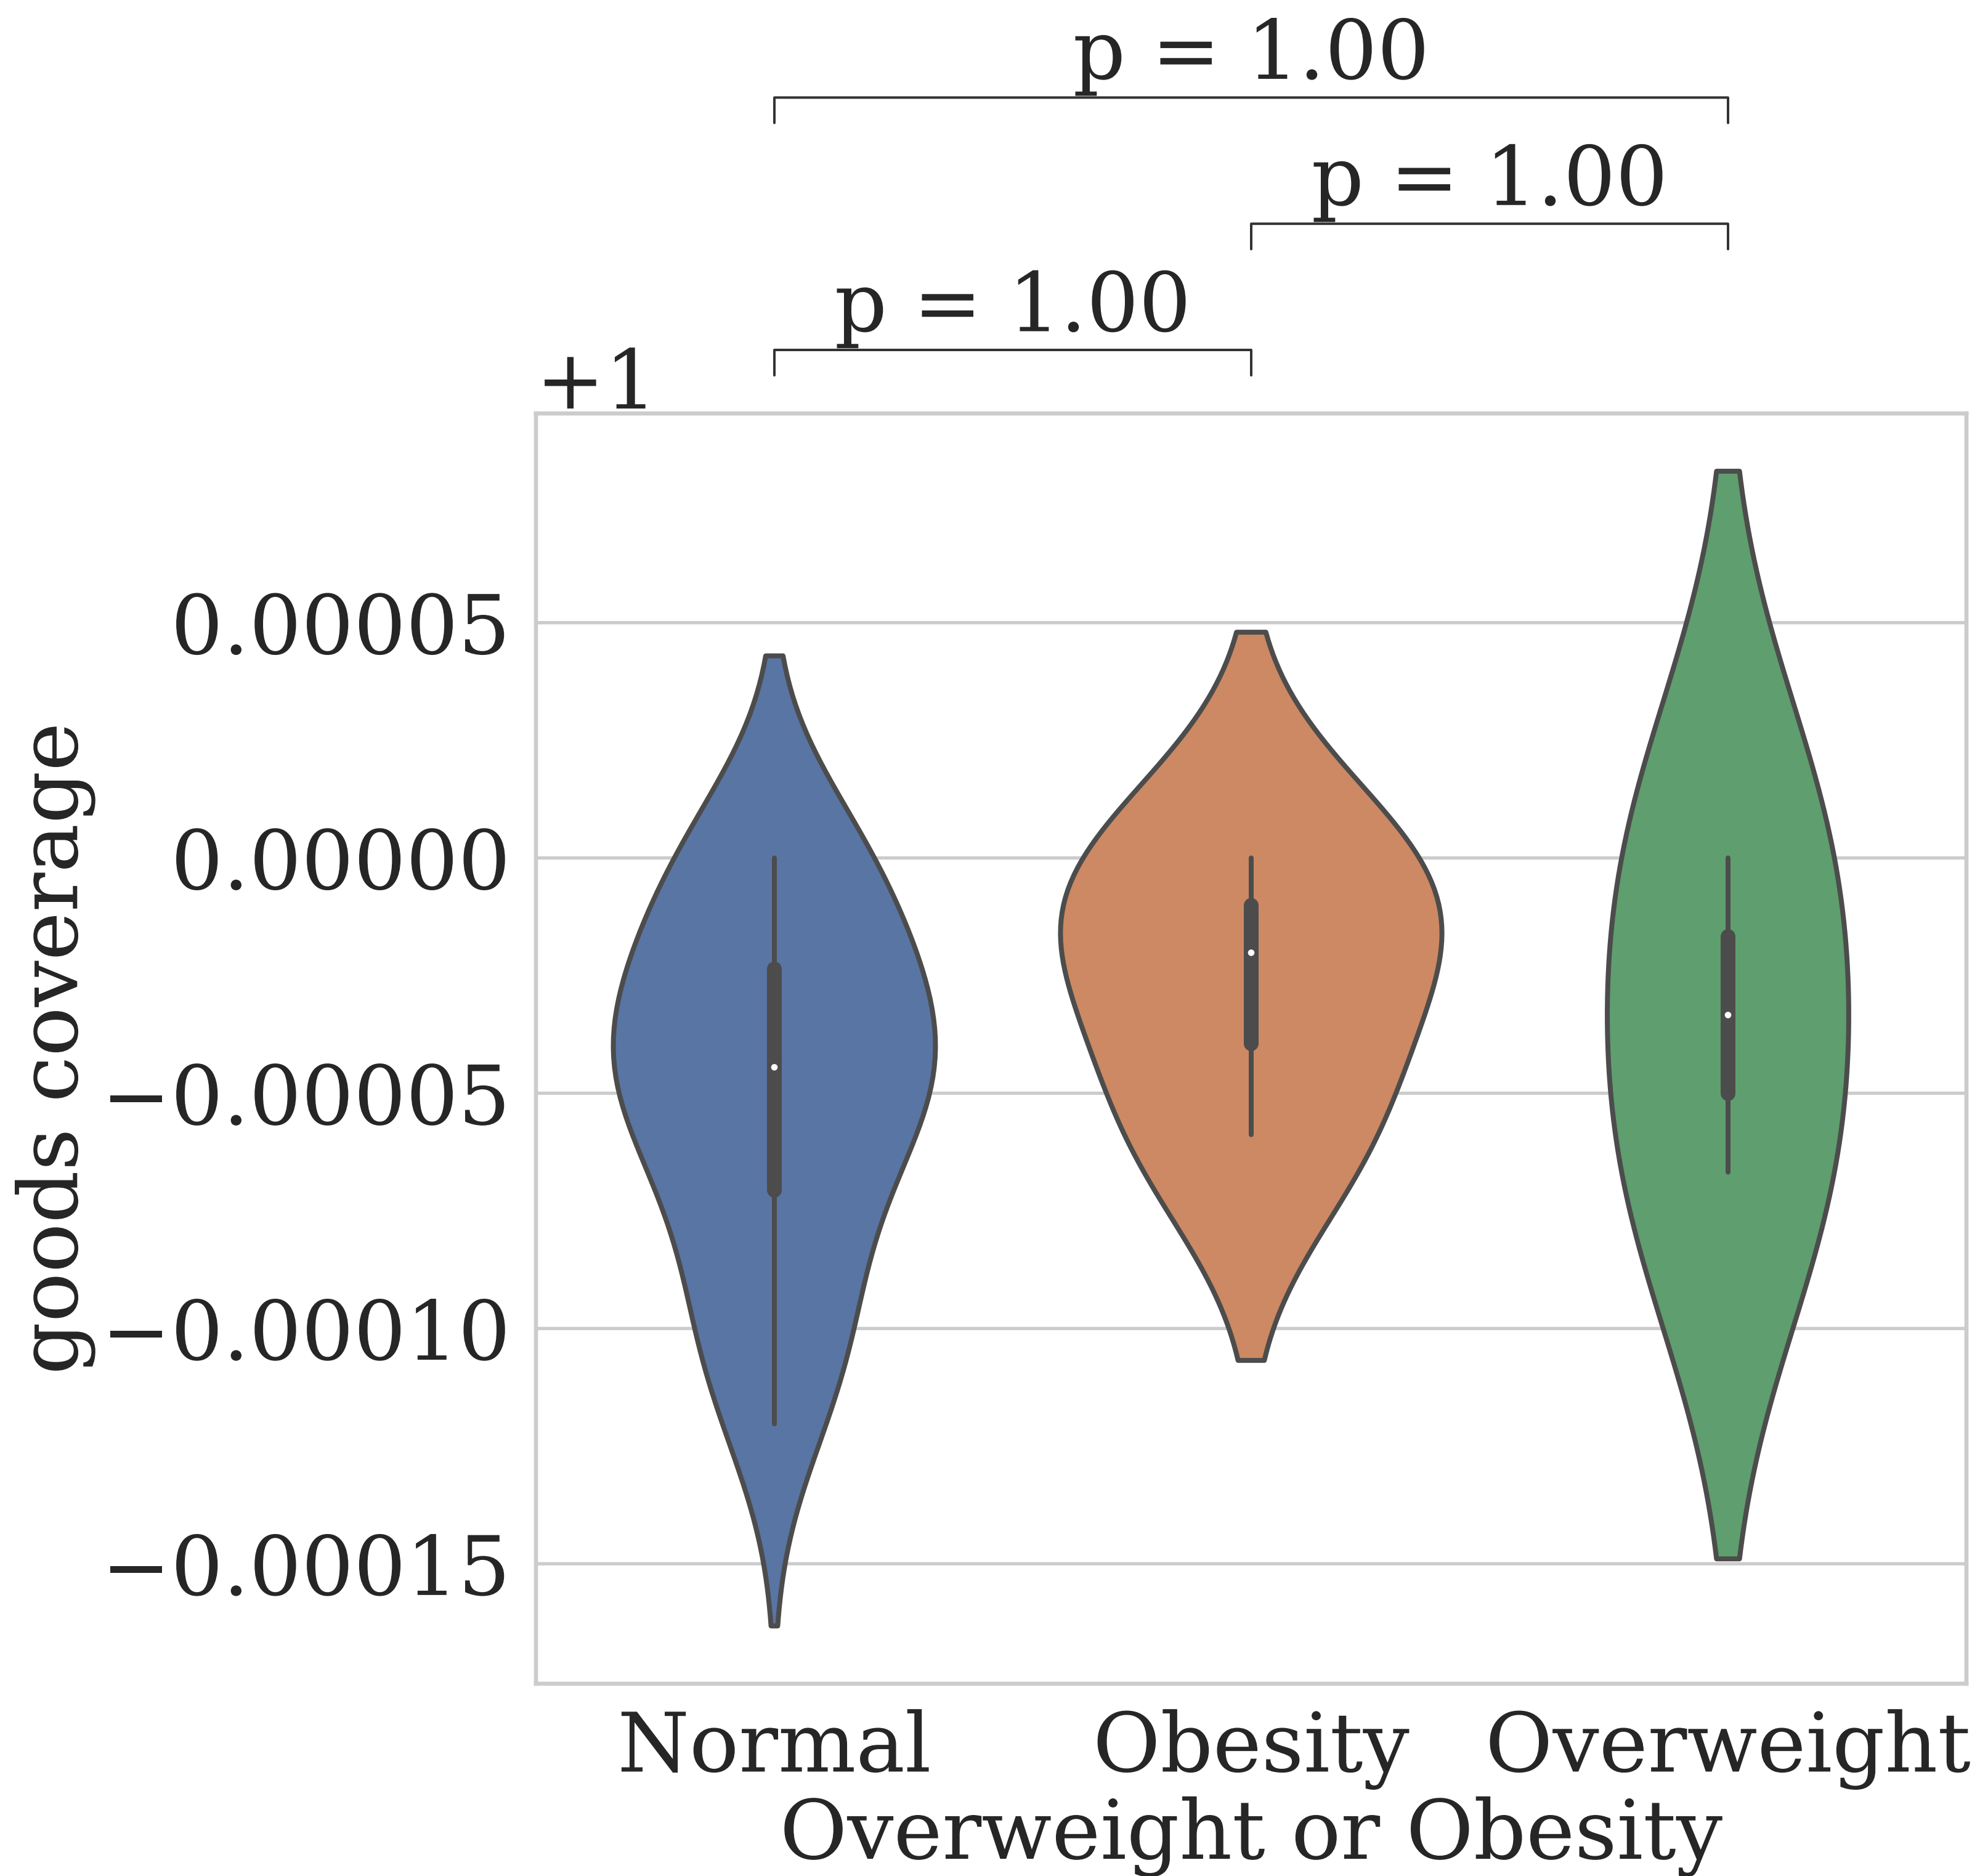 p = 1.00
p = 1.00
p = 1.00
+1
0.00005
0.00000
−0.00005
−0.00010
−0.00015
goods coverage
Normal Obesity Overweight
Overweight or Obesity